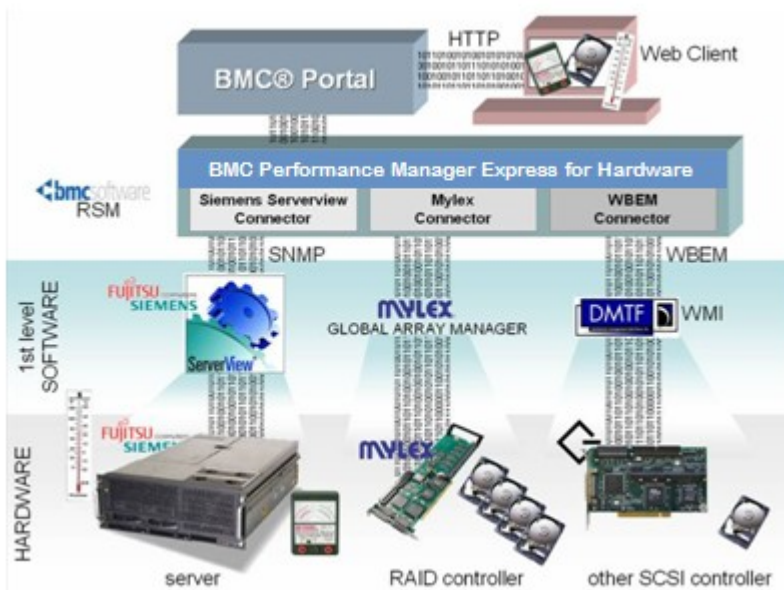 HTTP
Web Client
BMC® Portal
BMC Performance Manager Express for Hardware
bmcsoftware
RSM
Siemens Serverview
Connector
Mylex
Connector
WBEM
Connector
SNMP
WBEM
1st level
SOFTWARE
FUJITSU
SIEMENS
ServerView
MYLEX
GLOBAL ARRAY MANAGER
DMTF
WMI
HARDWARE
FUJITSU
SIEMENS
MYLEX
server
RAID controller
other SCSI controller